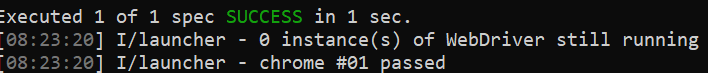 Executed 1 of 1 spec SUCCESS in 1 sec.
[08:23:20] I/launcher - 0 instance(s) of WebDriver still running
[08:23:20] I/launcher - chrome #01 passed